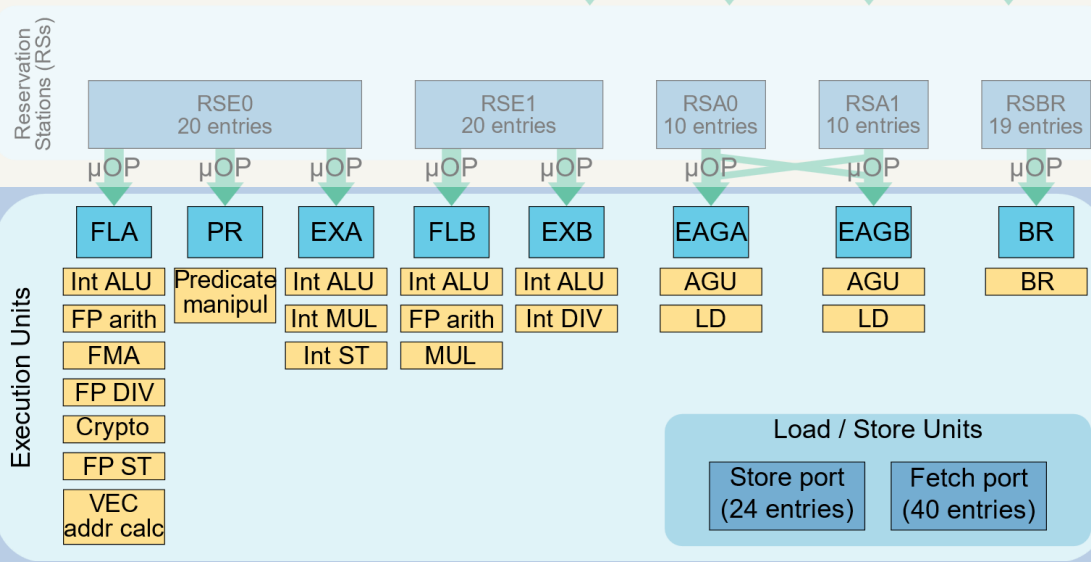 Reservation
Stations (RSs)
RSE0
20 entries
RSE1
20 entries
RSA0
10 entries
RSA1
10 entries
RSBR
19 entries
μOP
μOP
μOP
μOP
μOP
μOP
μOP
μOP
Execution Units
FLA
PR
EXA
FLB
EXB
EAGA
EAGB
BR
Int ALU
FP arith
FMA
FP DIV
Crypto
FP ST
VEC
addr calc
Predicate
manipul
Int ALU
Int MUL
Int ST
Int ALU
FP arith
MUL
Int ALU
Int DIV
AGU
LD
AGU
LD
BR
Load / Store Units
Store port
(24 entries)
Fetch port
(40 entries)